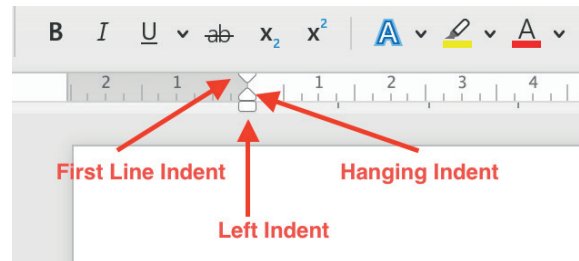 B I U ab X₂ X² A A
2 1 1 2 3 4
First Line Indent Hanging Indent
Left Indent